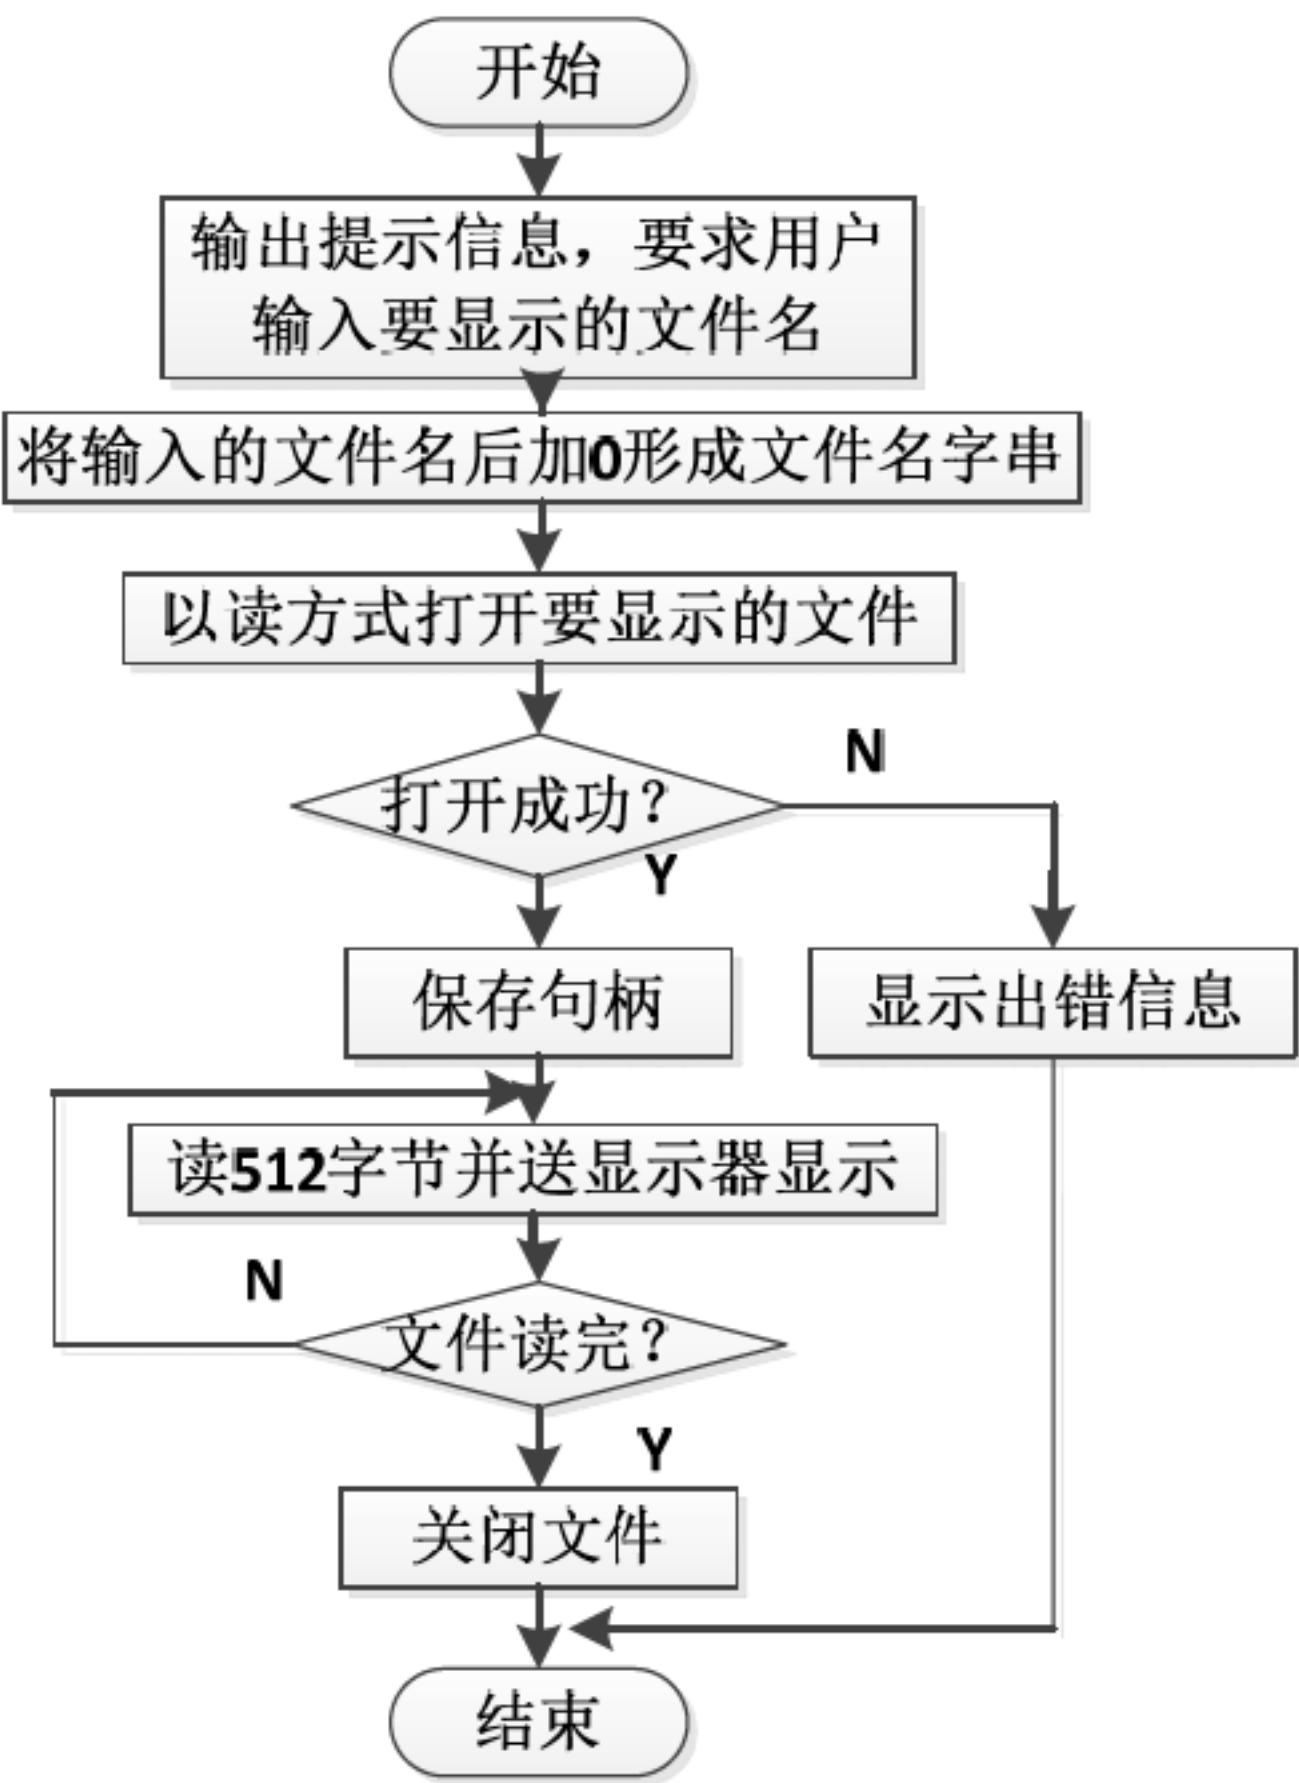 开始
输出提示信息，要求用户
输入要显示的文件名
将输入的文件名后加0形成文件名字串
以读方式打开要显示的文件
打开成功？
N
Y
保存句柄
显示出错信息
读512字节并送显示器显示
N
文件读完？
Y
关闭文件
结束